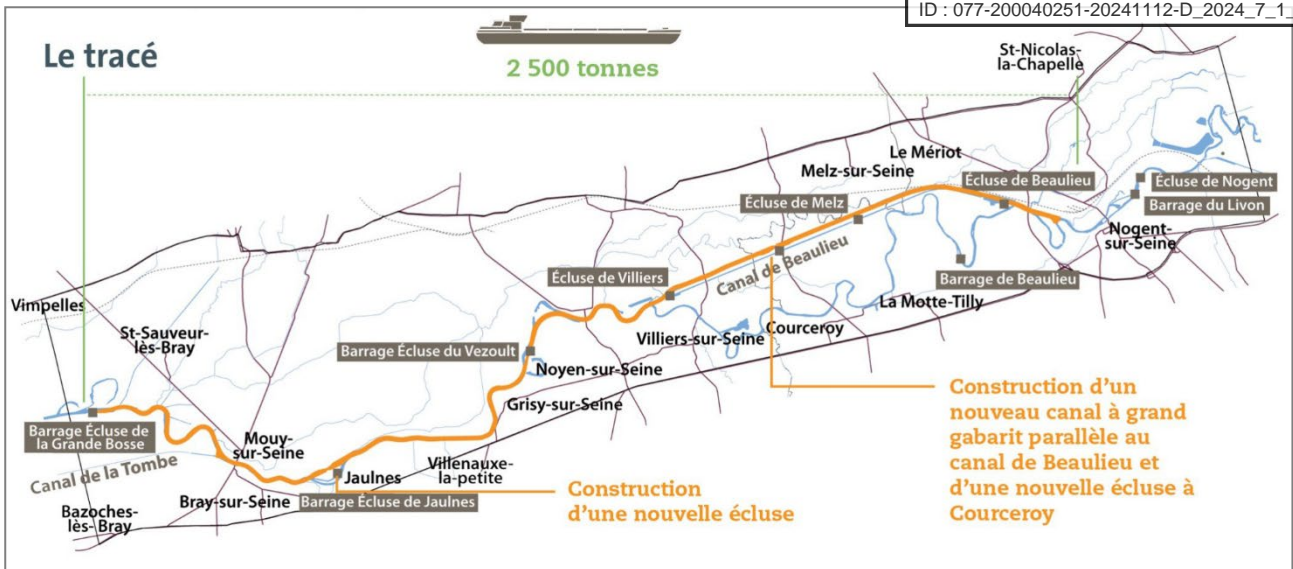 ID : 077-200040251-20241112-D_2024_7_1_
Le tracé
2 500 tonnes
St-Nicolas-
la-Chapelle
Le Mériot
Melz-sur-Seine
Écluse de Beaulieu
Écluse de Nogent
Barrage du Livon
Écluse de Melz
Nogent-
sur-Seine
Canal de Beaulieu
Barrage de Beaulieu
Écluse de Villiers
La Motte-Tilly
Vimpelles
St-Sauveur-
lès-Bray
Villiers-sur-Seine
Courceroy
Barrage Écluse du Vezoult
Noyen-sur-Seine
Grisy-sur-Seine
Barrage Écluse de
la Grande Bosse
Mouy-
sur-Seine
Canal de la Tombe
Jaulnes
Villenauxe-
la-petite
Bray-sur-Seine
Barrage Écluse de Jaulnes
Bazoches-
lès- Bray
Construction
d'une nouvelle écluse
Construction d'un
nouveau canal à grand
gabarit parallèle au
canal de Beaulieu et
d'une nouvelle écluse à
Courceroy